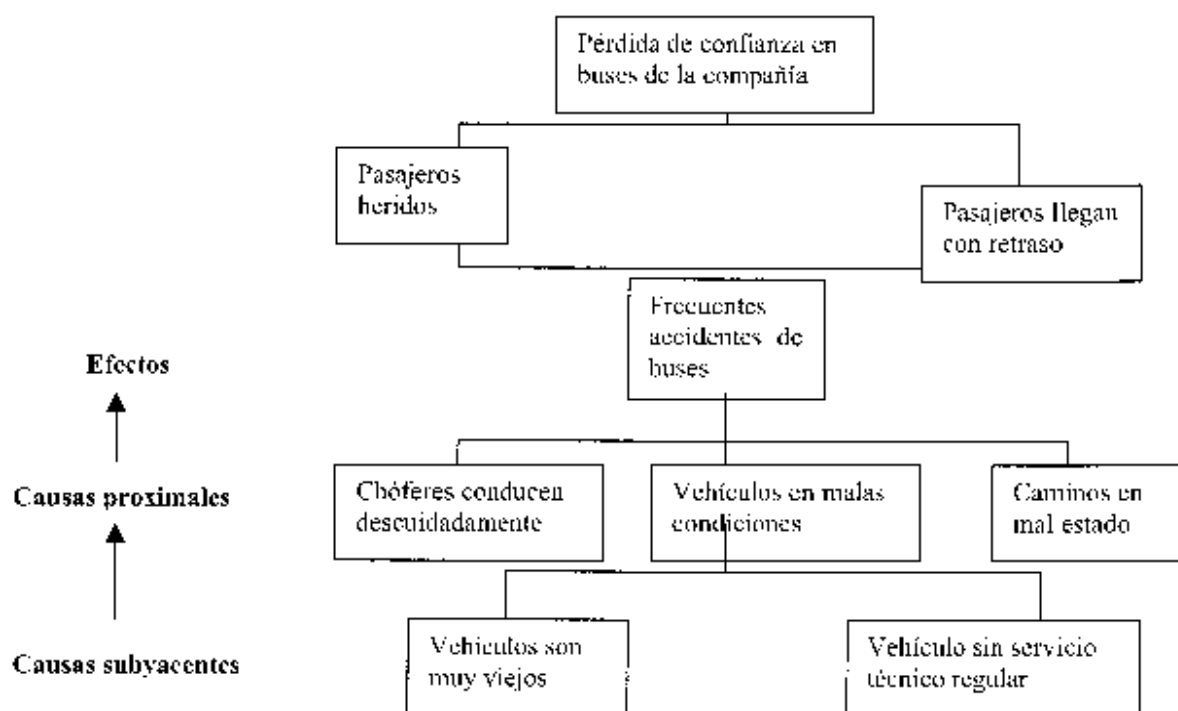 Pérdida de confianza en
buses de la compañía
Pasajeros
heridos
Pasajeros llegan
con retraso
Frecuentes
accidentes de
buses
Efectos
Causas proximales
Chóferes conducen
descuidadamente
Vehículos en malas
condiciones
Caminos en
mal estado
Causas subyacentes
Vehiculos son
muy viejos
Vehículo sin servicio
técnico regular